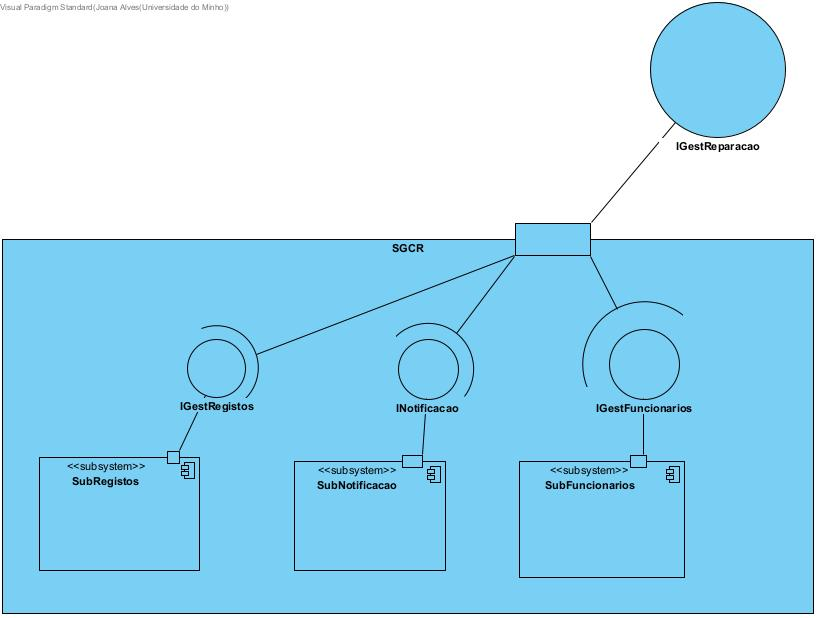 Visual Paradigm Standard(Joana Alves(Universidade do Minho))
IGestReparacao
SGCR
IGestRegistos
INotificacao
IGestFuncionarios
<<subsystem>>
SubRegistos
<<subsystem>>
SubNotificacao
<<subsystem>>
SubFuncionarios